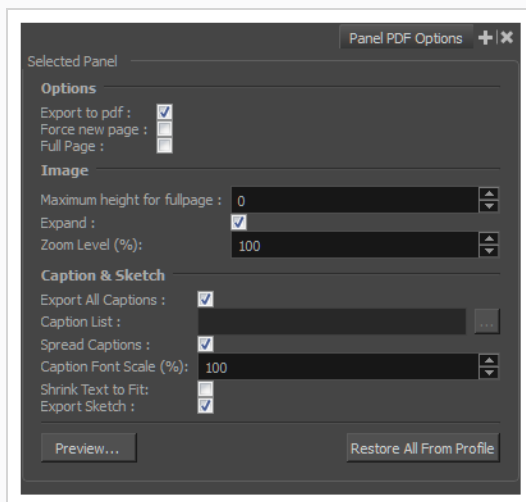 Panel PDF Options
Selected Panel
Options
Export to pdf :
Force new page :
Full Page :
Image
Maximum height for fullpage : 0
Expand :
Zoom Level (%): 100
Caption & Sketch
Export All Captions :
Caption List : ...
Spread Captions :
Caption Font Scale (%): 100
Shrink Text to Fit:
Export Sketch :
Preview... Restore All From Profile